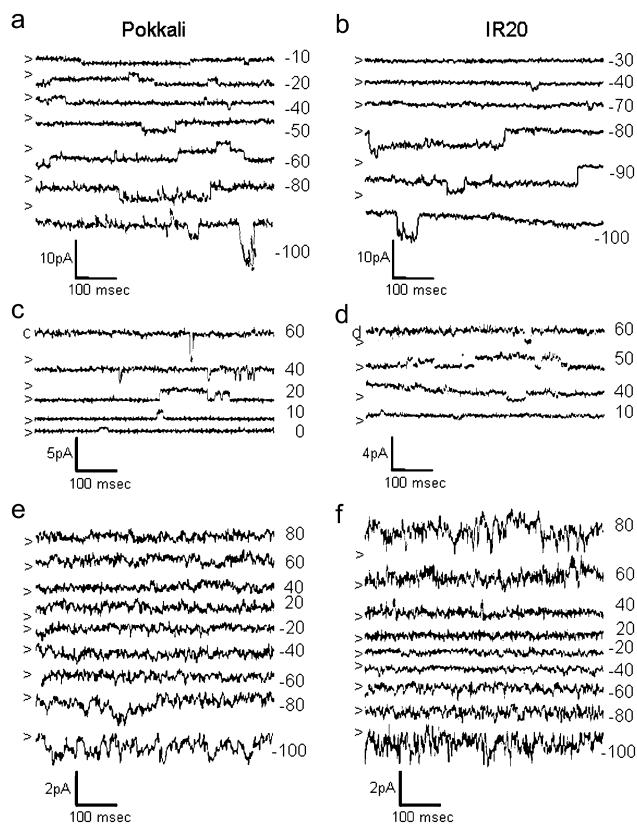 Pokkali
IR20
a
> -10
> -20
> -40
> -50
> -60
> -80
> -100
10pA
100 msec
b
> -30
> -40
> -70
> -80
> -90
> -100
10pA
100 msec
c
c 60
> 40
> 20
> 10
> 0
5pA
100 msec
d
d 60
> 50
> 40
> 10
>
4pA
100 msec
e
> 80
> 60
> 40
> 20
> -20
> -40
> -60
> -80
> -100
2pA
100 msec
f
80
> 60
> 40
> 20
> -20
> -40
> -60
> -80
> -100
2pA
100 msec